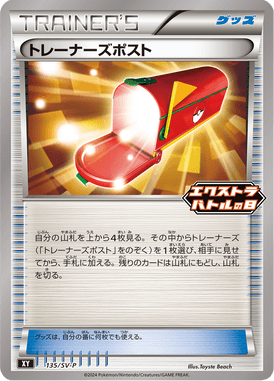 TRAINER'S
グッズ
トレーナーズポスト
エクストラ
バトルの日
自分の山札を上から4枚見る。その中からトレーナー
(「トレーナーズポスト」をのぞく)を1枚選び、相手に見せ
てから、手札に加える。残りのカードは山札にもどし、山札
を切る。
グッズは、自分の番に何枚でも使える。
Illus.Toyste Beach
XY 135/SV-P
©2024 Pokémon/Nintendo/Creatures/GAME FREAK.